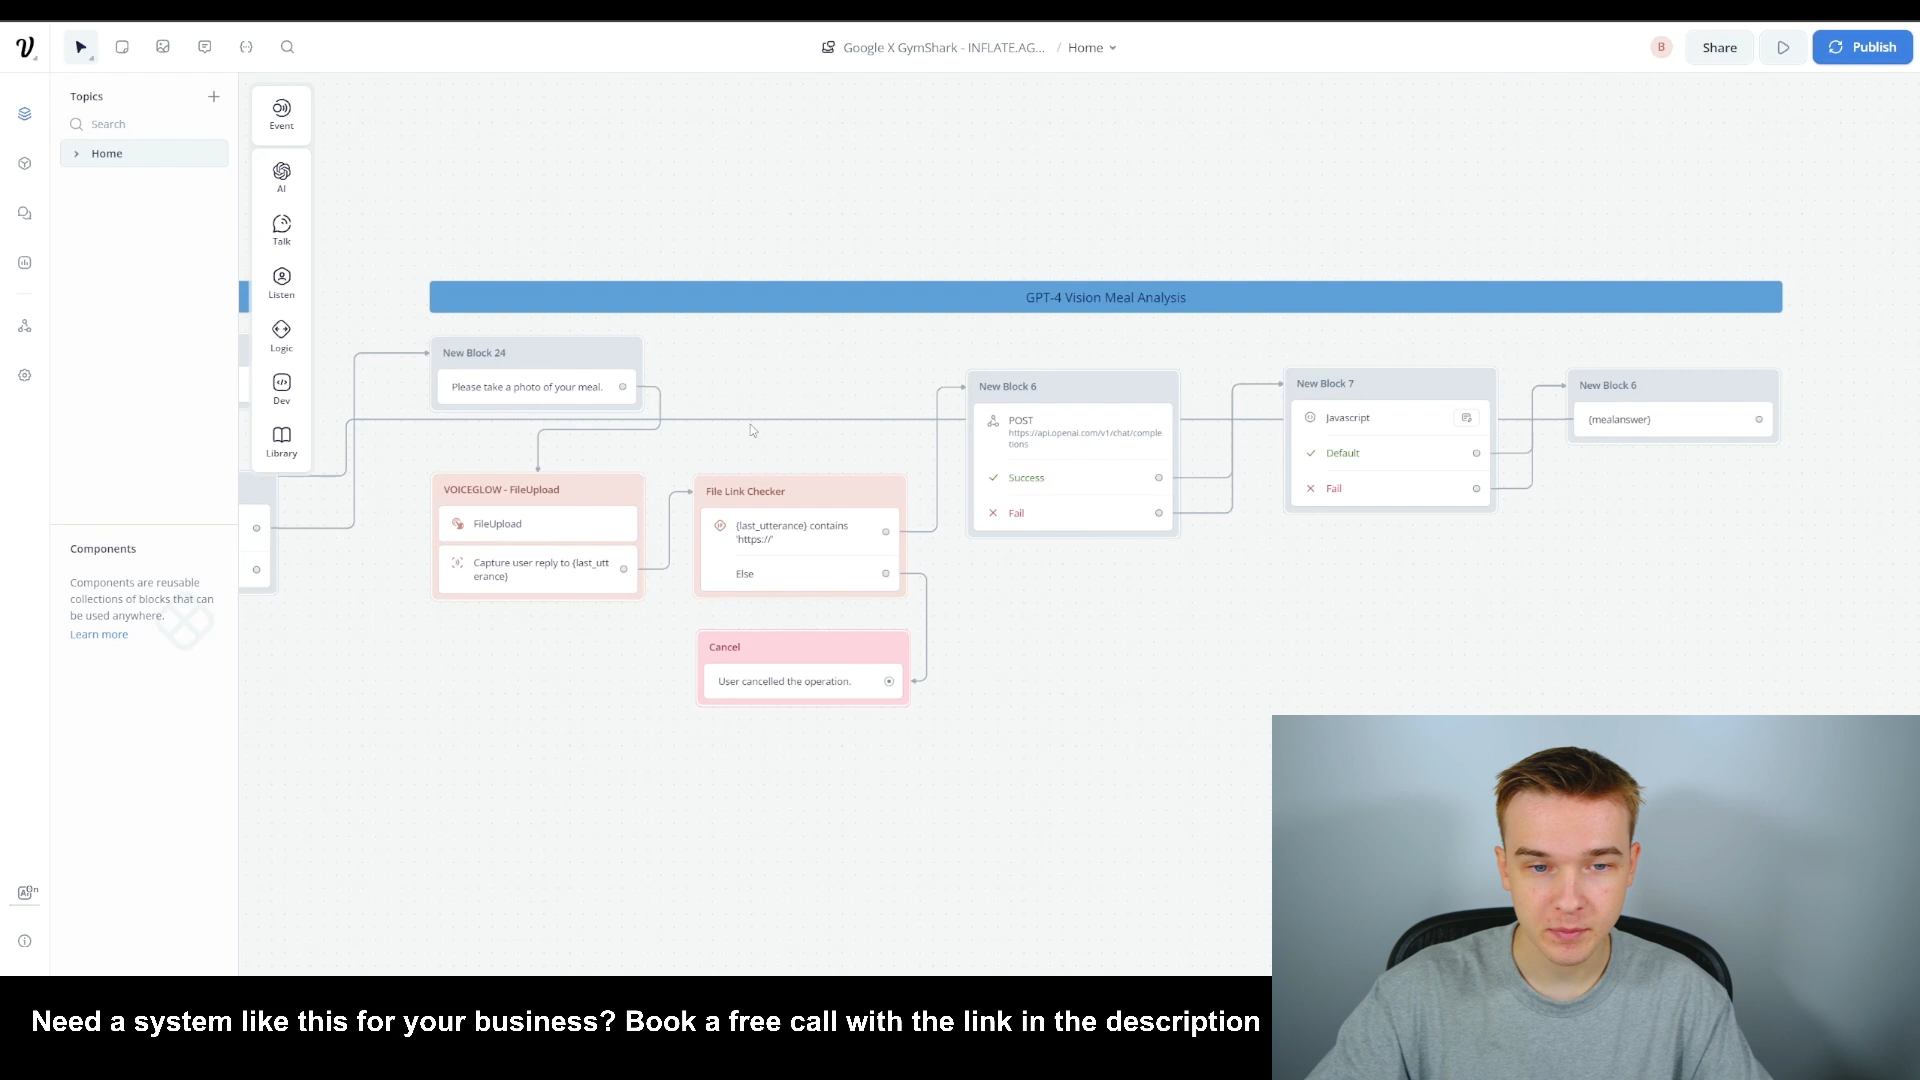 Google X GymShark - INFLATE.AG... / Home
B
Share
Publish
Topics
Search
Home
Event
AI
Talk
Listen
Logic
Dev
Library
GPT-4 Vision Meal Analysis
New Block 24
Please take a photo of your meal.
VOICEGLOW - FileUpload
FileUpload
Capture user reply to {last_utt
erance}
File Link Checker
{last_utterance} contains
'https://'
Else
Cancel
User cancelled the operation.
New Block 6
POST
https://api.openai.com/v1/chat/comple
tions
Success
Fail
New Block 7
Javascript
Default
Fail
New Block 6
{mealanswer}
Components
Components are reusable
collections of blocks that can
be used anywhere.
Learn more
Need a system like this for your business? Book a free call with the link in the description